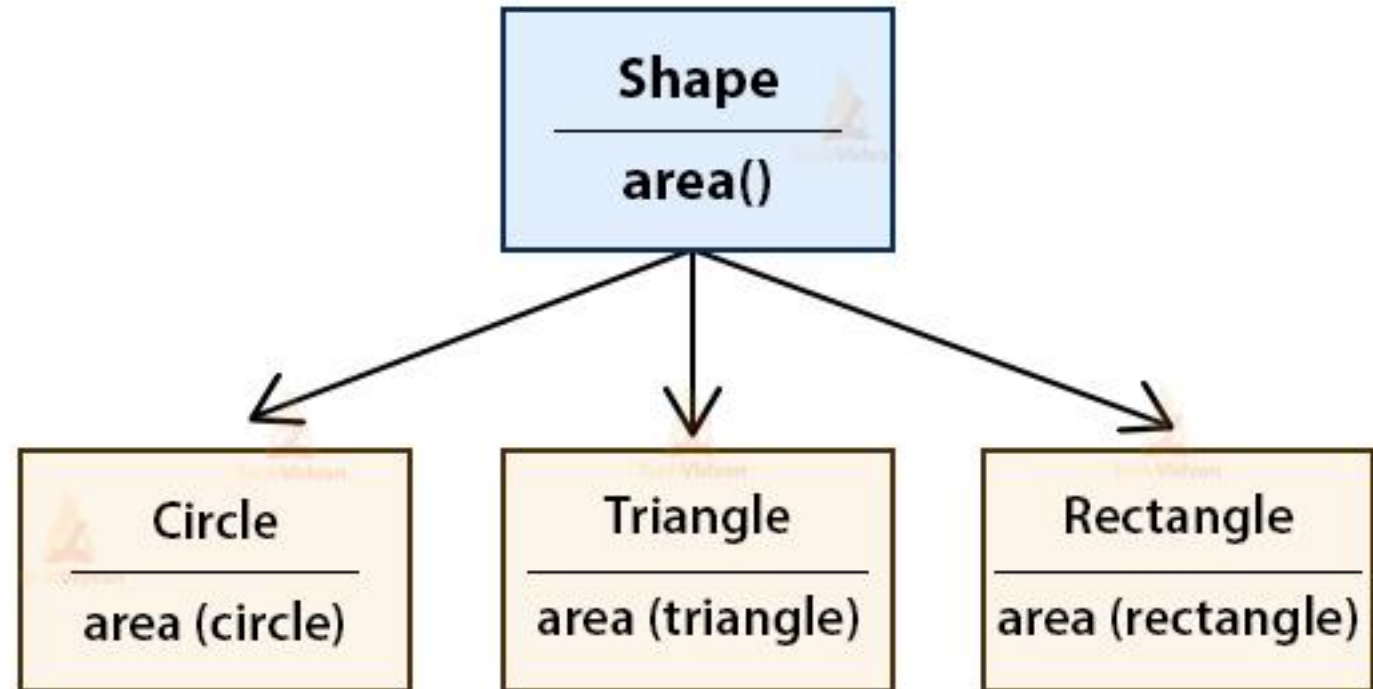 Shape
area()
Circle
area (circle)
Triangle
area (triangle)
Rectangle
area (rectangle)